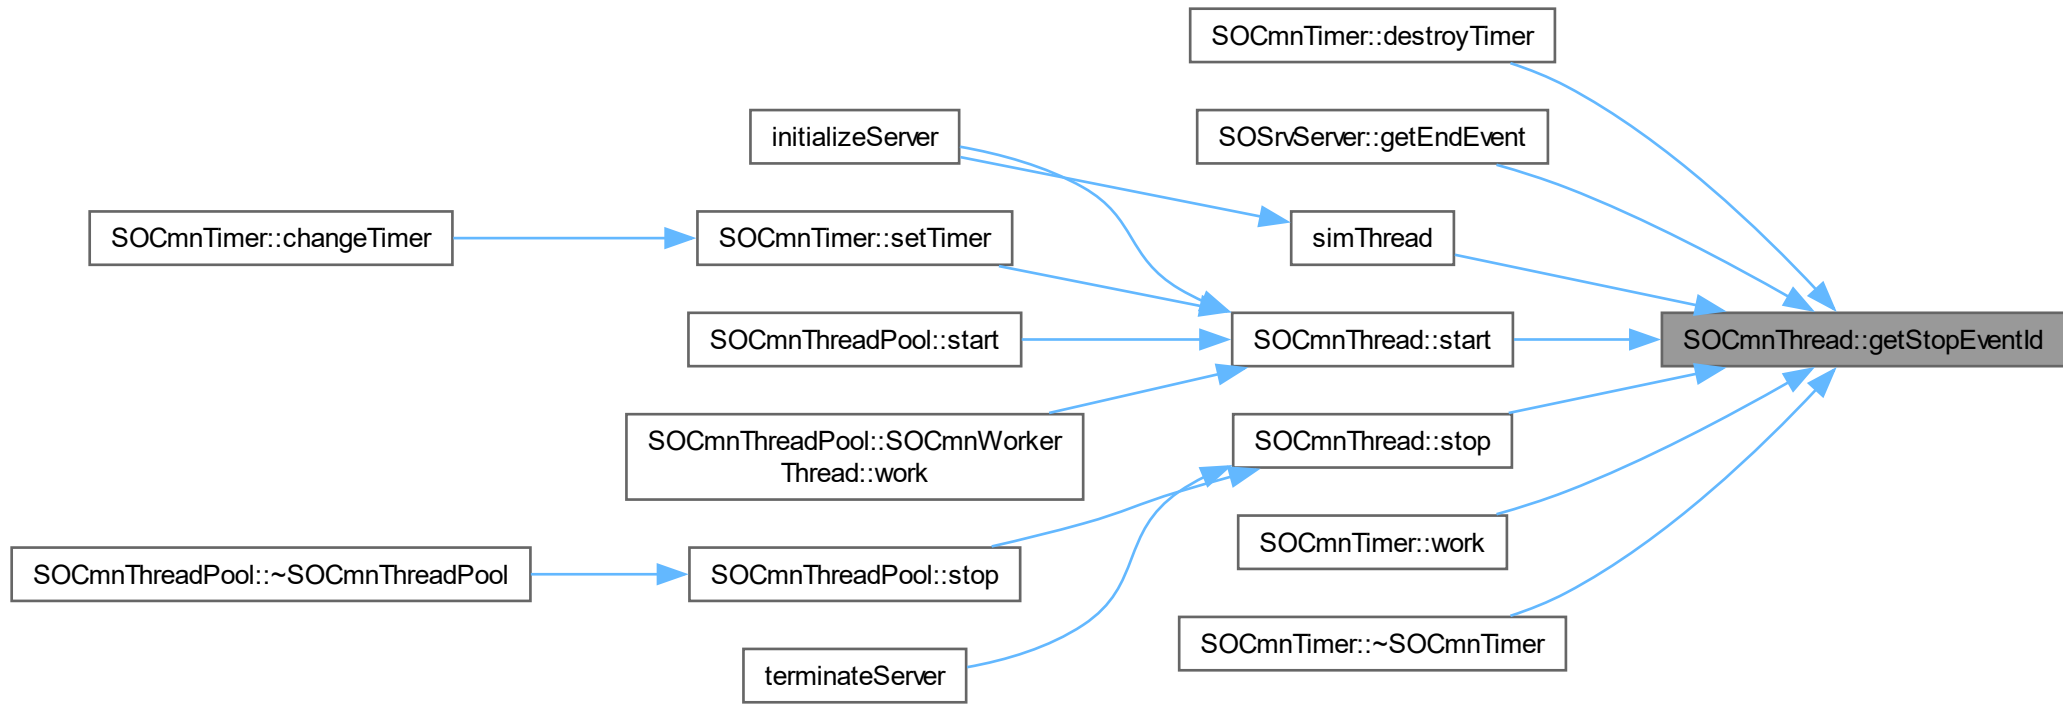 SOCmnTimer::destroyTimer
initializeServer
SOSrvServer::getEndEvent
SOCmnTimer::changeTimer
SOCmnTimer::setTimer
simThread
SOCmnThreadPool::start
SOCmnThread::start
SOCmnThread::getStopEventId
SOCmnThreadPool::SOCmnWorker
Thread::work
SOCmnThread::stop
SOCmnTimer::work
SOCmnThreadPool::~SOCmnThreadPool
SOCmnThreadPool::stop
SOCmnTimer::~SOCmnTimer
terminateServer